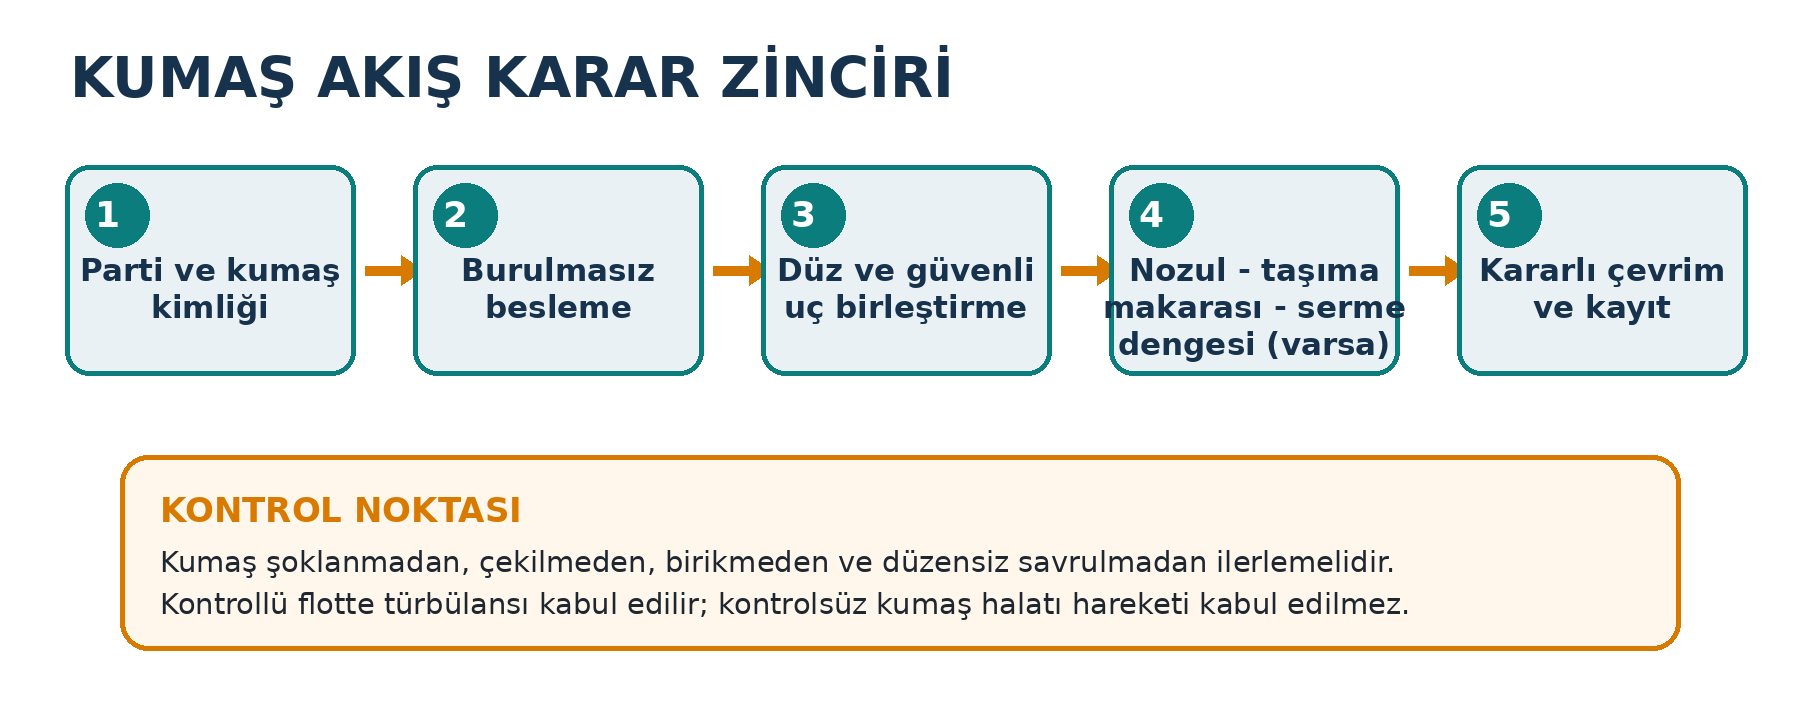 KUMAŞ AKIŞ KARAR ZİNCİRİ
1
Parti ve kumaş
kimliği
2
Burulmasız
besleme
3
Düz ve güvenli
uç birleştirme
4
Nozul - taşıma
makarası - serme
dengesi (varsa)
5
Kararlı çevrim
ve kayıt
KONTROL NOKTASI
Kumaş şoklanmadan, çekilmeden, birikmeden ve düzensiz savrulmadan ilerlemelidir.
Kontrollü flotte türbülansı kabul edilir; kontrolsüz kumaş halatı hareketi kabul edilmez.